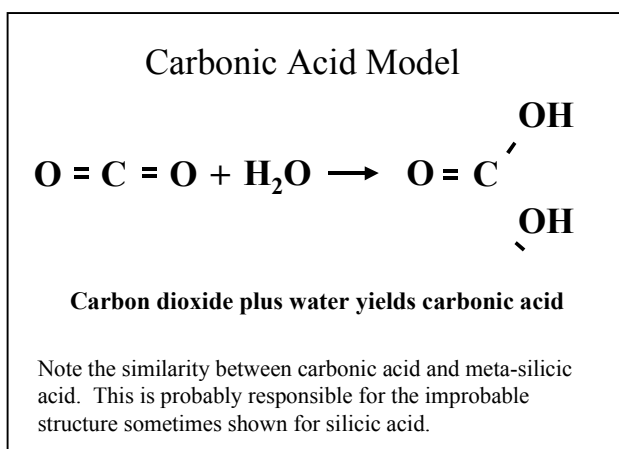 Carbonic Acid Model
OH
O = C = O + H₂O → O = C
OH
Carbon dioxide plus water yields carbonic acid
Note the similarity between carbonic acid and meta-silicic
acid. This is probably responsible for the improbable
structure sometimes shown for silicic acid.